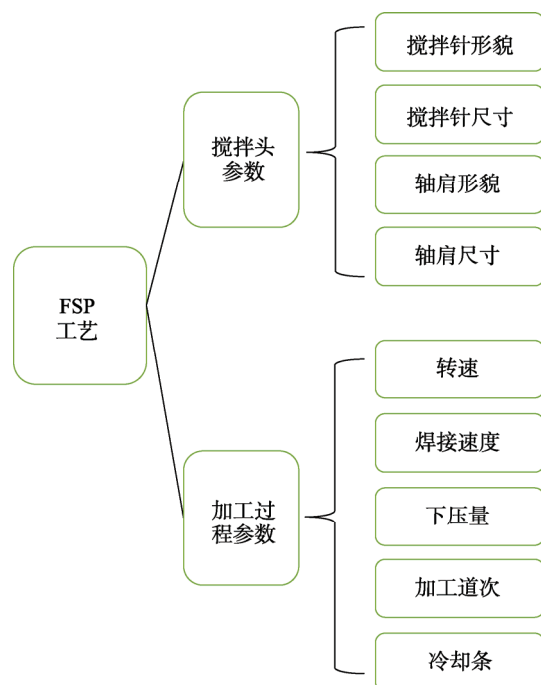 FSP
工艺
搅拌头
参数
搅拌针形貌
搅拌针尺寸
轴肩形貌
轴肩尺寸
加工过
程参数
转速
焊接速度
下压量
加工道次
冷却条